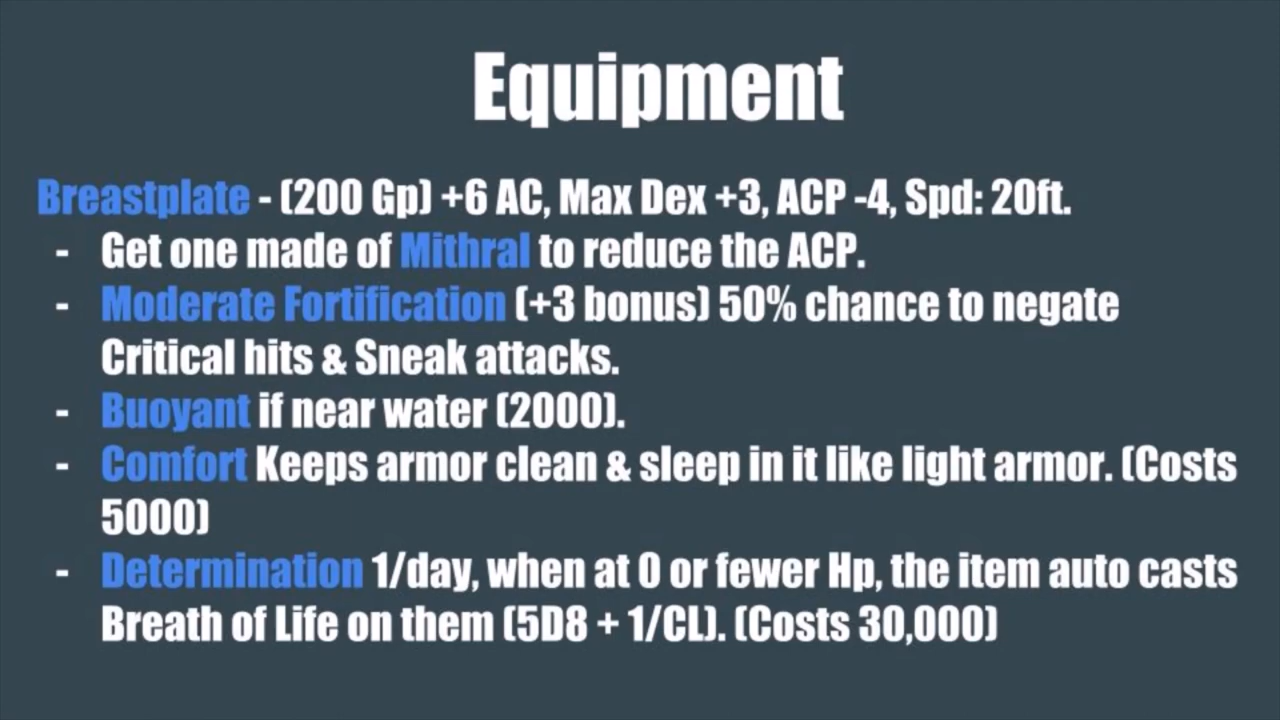 Equipment
Breastplate - (200 Gp) +6 AC, Max Dex +3, ACP -4, Spd: 20ft.
- Get one made of Mithral to reduce the ACP.
- Moderate Fortification (+3 bonus) 50% chance to negate
Critical hits & Sneak attacks.
- Buoyant if near water (2000).
- Comfort Keeps armor clean & sleep in it like light armor. (Costs
5000)
- Determination 1/day, when at 0 or fewer Hp, the item auto casts
Breath of Life on them (5D8 + 1/CL). (Costs 30,000)